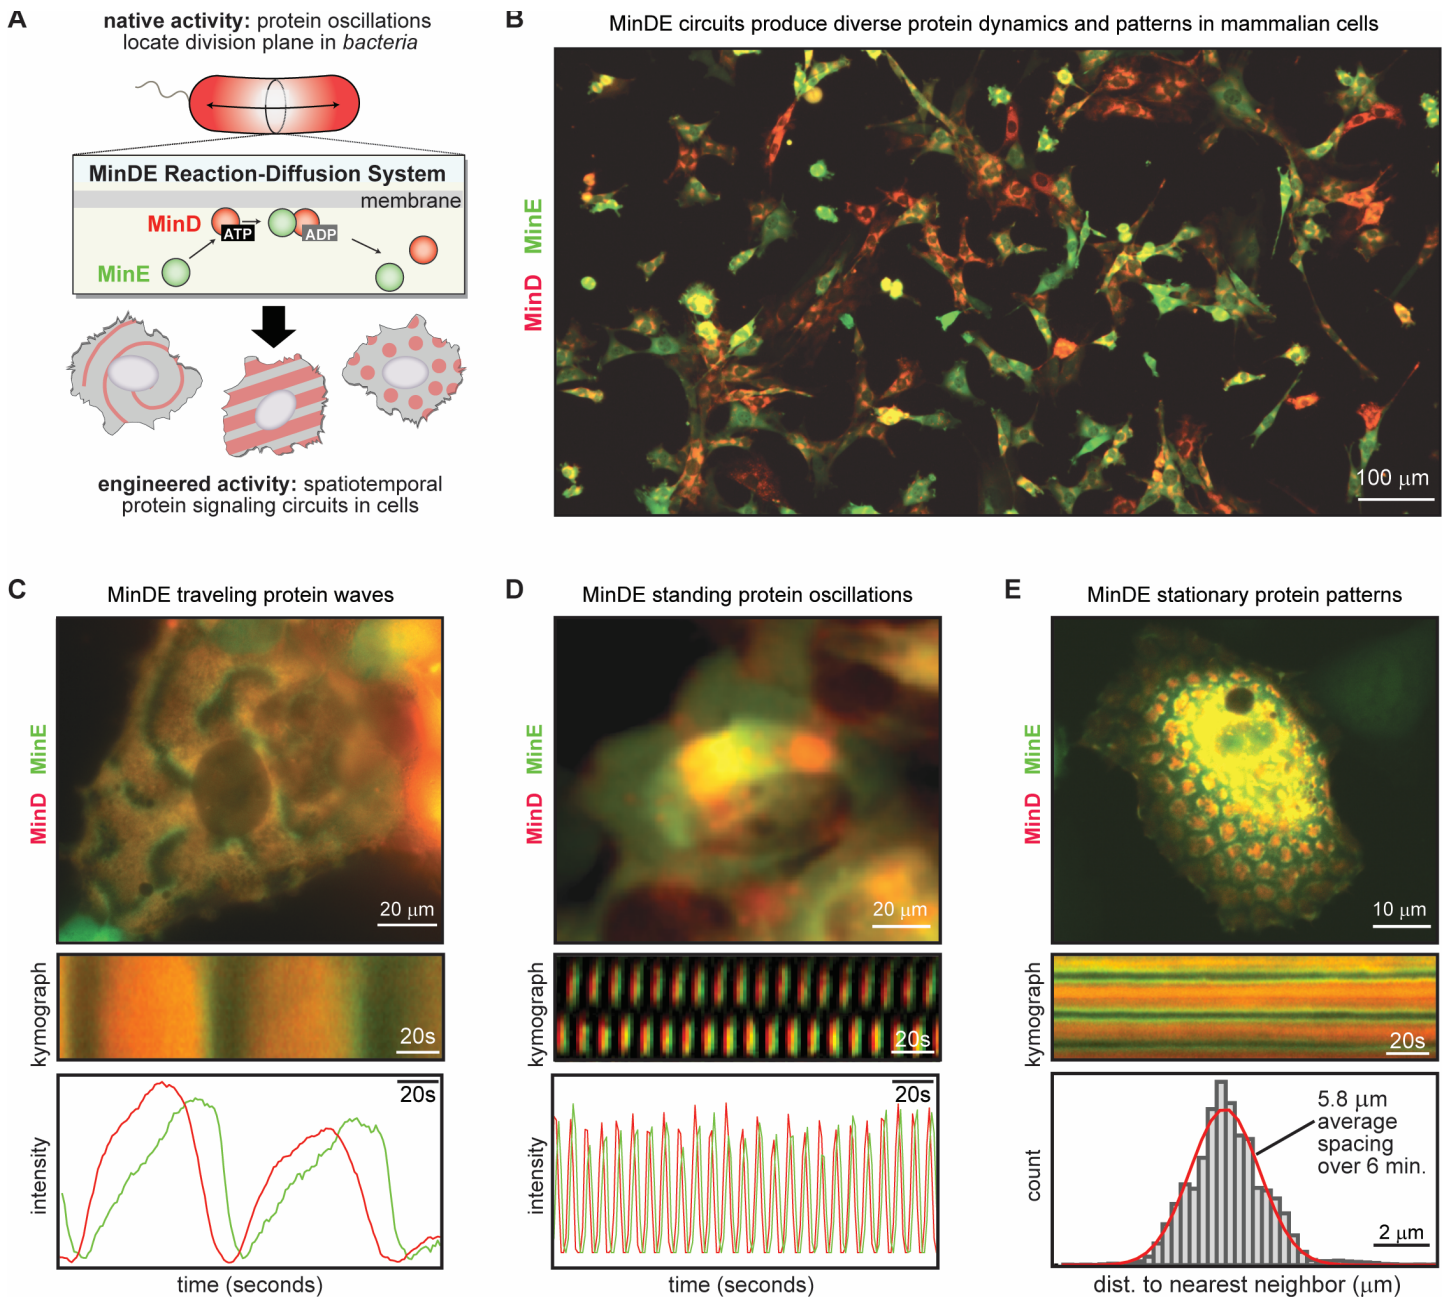 A
native activity: protein oscillations
locate division plane in bacteria
MinDE Reaction-Diffusion System
membrane
MinD
ATP
ADP
MinE
engineered activity: spatiotemporal
protein signaling circuits in cells
B
MinDE circuits produce diverse protein dynamics and patterns in mammalian cells
MinD MinE
100 μm
C
MinDE traveling protein waves
MinD MinE
20 μm
kymograph
20s
intensity
20s
time (seconds)
D
MinDE standing protein oscillations
MinD MinE
20 μm
kymograph
20s
intensity
20s
time (seconds)
E
MinDE stationary protein patterns
MinD MinE
10 μm
kymograph
20s
count
5.8 μm
average
spacing
over 6 min.
2 μm
dist. to nearest neighbor (μm)